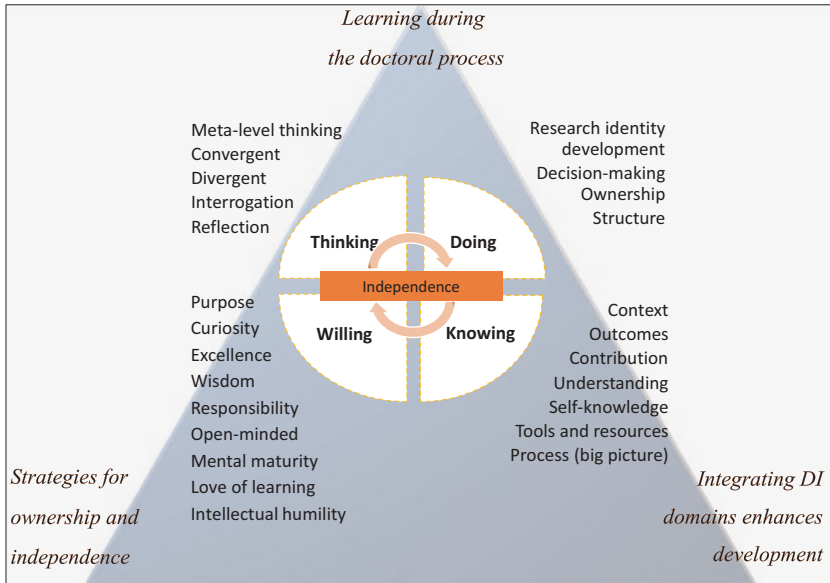 Learning during
the doctoral process
Meta-level thinking
Convergent
Divergent
Interrogation
Reflection
Research identity
development
Decision-making
Ownership
Structure
Thinking
Doing
Independence
Willing
Knowing
Purpose
Curiosity
Excellence
Wisdom
Responsibility
Open-minded
Mental maturity
Love of learning
Intellectual humility
Context
Outcomes
Contribution
Understanding
Self-knowledge
Tools and resources
Process (big picture)
Strategies for
ownership and
independence
Integrating DI
domains enhances
development